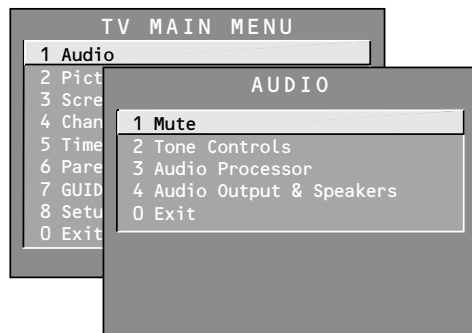 TV MAIN MENU
1 Audio
2 Pict
3 Scre
4 Chan
5 Time
6 Pare
7 GUID
8 Setu
0 Exit
AUDIO
1 Mute
2 Tone Controls
3 Audio Processor
4 Audio Output & Speakers
0 Exit